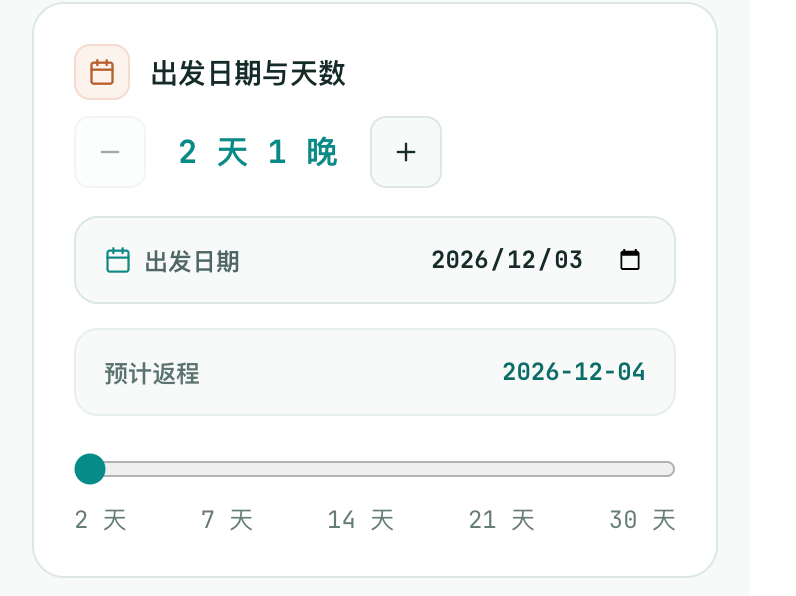 出发日期与天数
− 2 天 1 晚 +
出发日期 2026/12/03
预计返程 2026-12-04
2 天 7 天 14 天 21 天 30 天